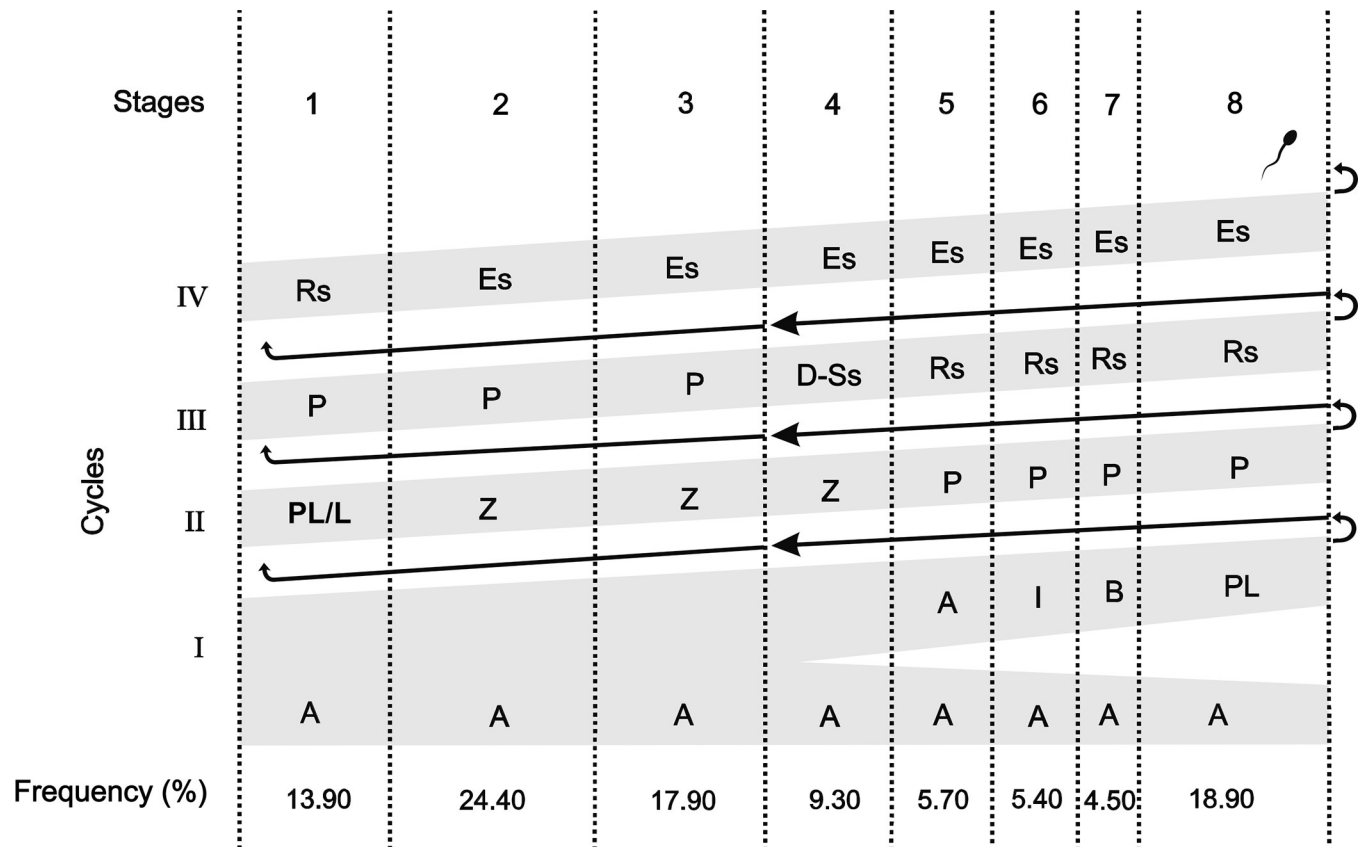 Stages 1 2 3 4 5 6 7 8
IV Rs Es Es Es Es Es Es Es
III P P P D-Ss Rs Rs Rs Rs
Cycles
II PL/L Z Z Z P P P P
I A I B PL
A A A A A A A A
Frequency (%) 13.90 24.40 17.90 9.30 5.70 5.40 4.50 18.90